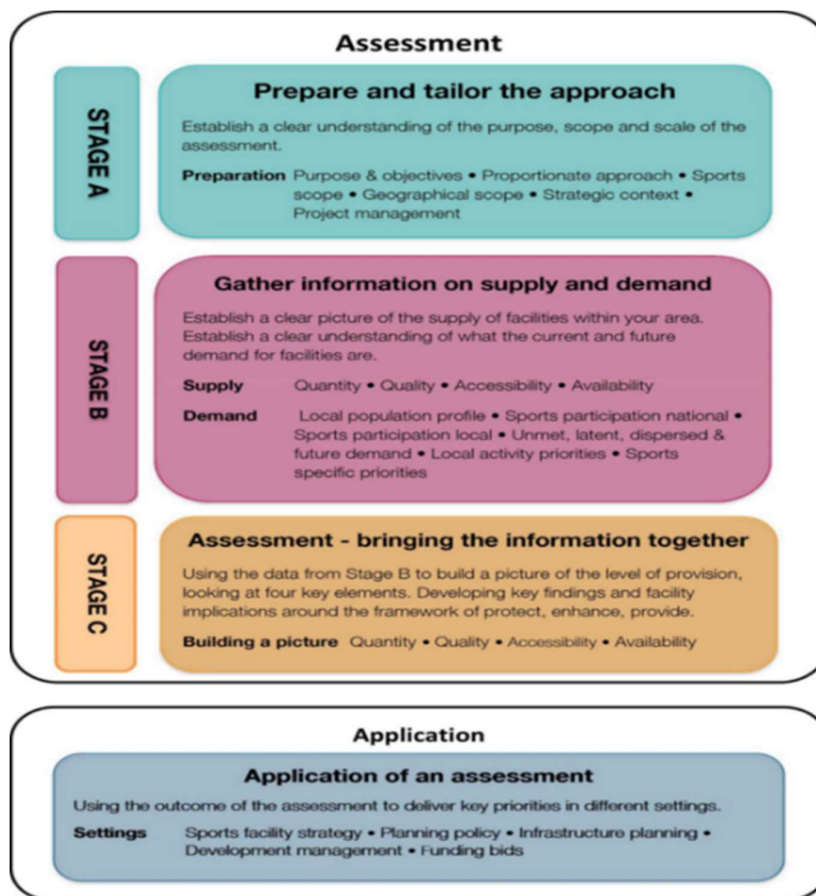 Assessment
STAGE A
Prepare and tailor the approach
Establish a clear understanding of the purpose, scope and scale of the
assessment.
Preparation Purpose & objectives • Proportionate approach • Sports
scope • Geographical scope • Strategic context •
Project management
STAGE B
Gather information on supply and demand
Establish a clear picture of the supply of facilities within your area.
Establish a clear understanding of what the current and future
demand for facilities are.
Supply Quantity • Quality • Accessibility • Availability
Demand Local population profile • Sports participation national •
Sports participation local • Unmet, latent, dispersed &
future demand • Local activity priorities • Sports
specific priorities
STAGE C
Assessment - bringing the information together
Using the data from Stage B to build a picture of the level of provision,
looking at four key elements. Developing key findings and facility
implications around the framework of protect, enhance, provide.
Building a picture Quantity • Quality • Accessibility • Availability
Application
Application of an assessment
Using the outcome of the assessment to deliver key priorities in different settings.
Settings Sports facility strategy • Planning policy • Infrastructure planning •
Development management • Funding bids